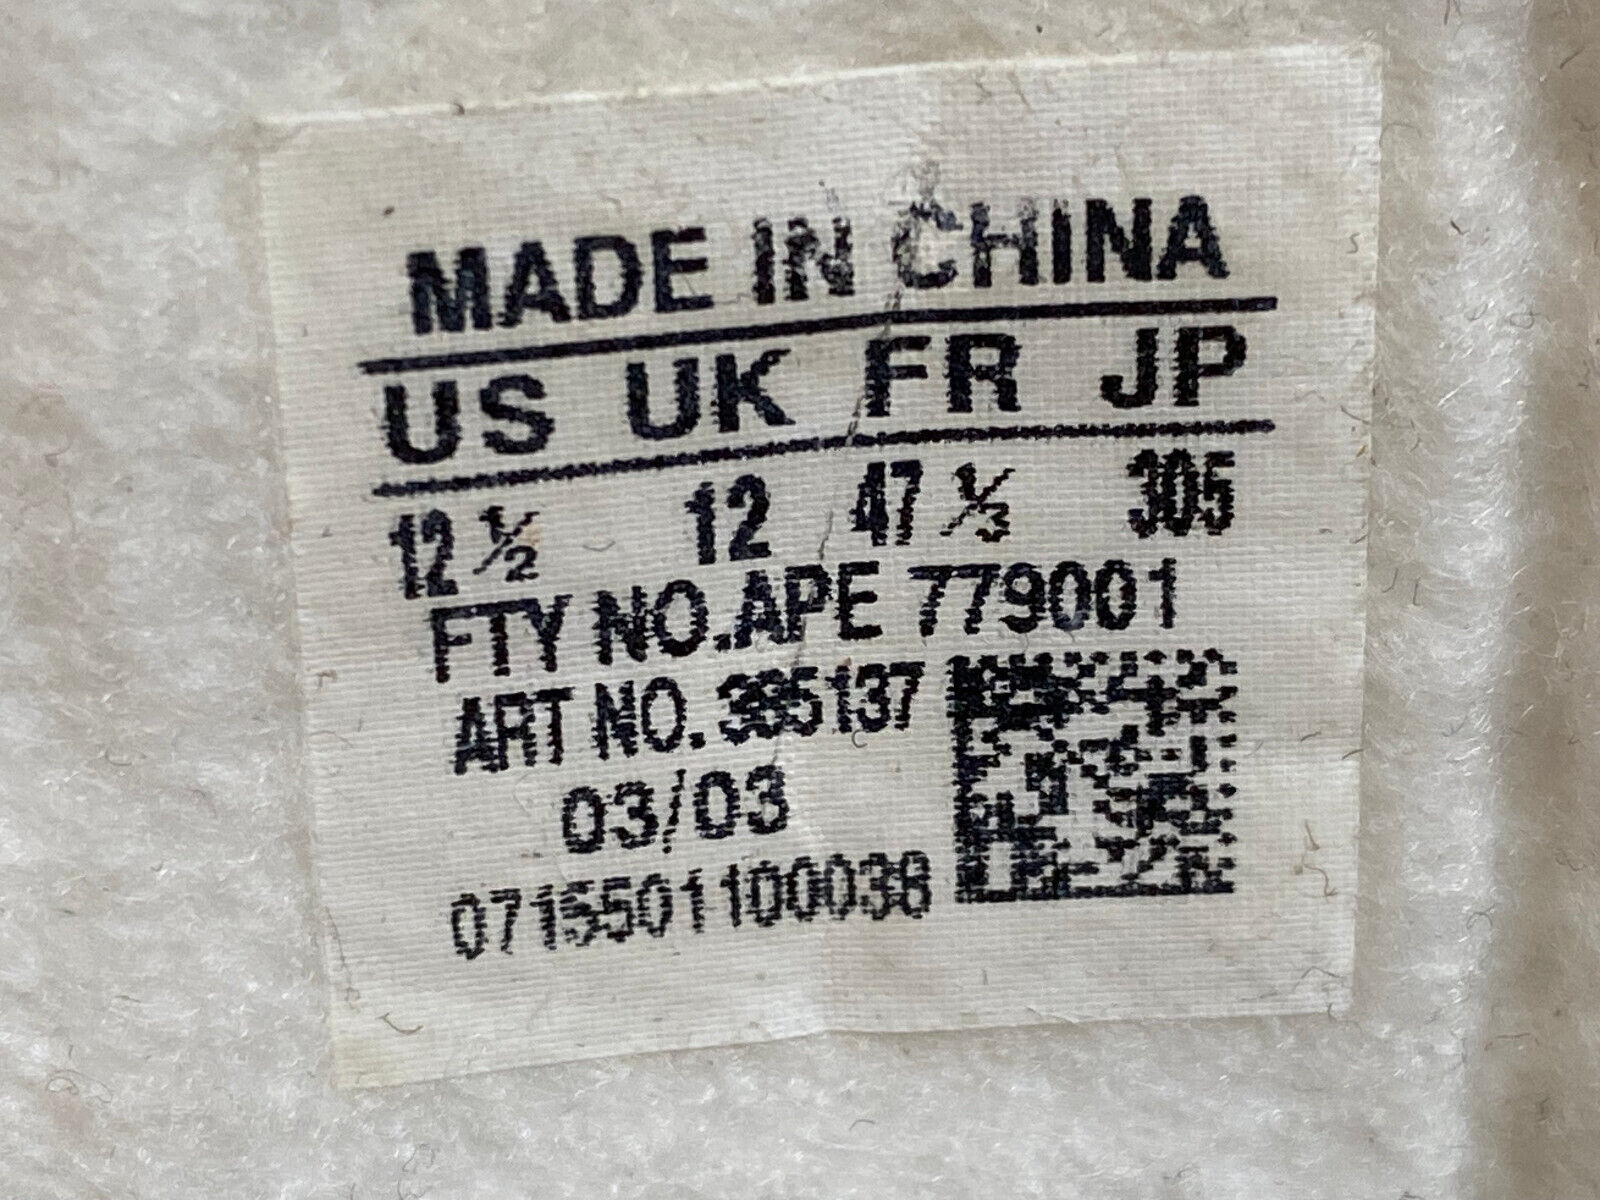 MADE IN CHINA
US UK FR JP
12 ½ 12 47 ⅓ 305
FTY NO.APE 779001
ART NO.385137
03/03
0715501100036